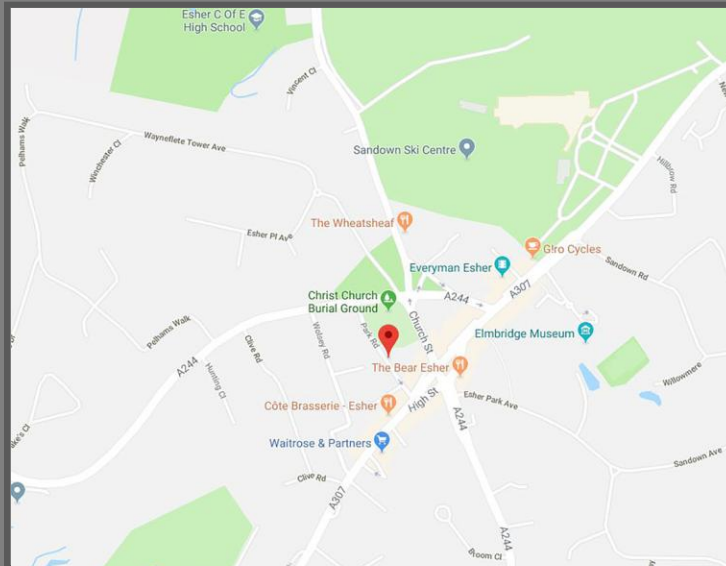 Esher C Of E
High School
Vincent Cl
Pelhams Walk
Winchester Cl
Wayneflete Tower Ave
Sandown Ski Centre
Hillbrow Rd
The Wheatsheaf
Esher Pl Ave
G!ro Cycles
Everyman Esher
Sandown Rd
Christ Church
Burial Ground
A244
A307
Church St
Elmbridge Museum
Pelhams Walk
Wolsey Rd
Park Rd
Clive Rd
A244
Hunting Cl
The Bear Esher
Willowmere
Côte Brasserie - Esher
High St
Esher Park Ave
A244
Waitrose & Partners
Sandown Ave
Clive Rd
A307
A244
Broom Cl